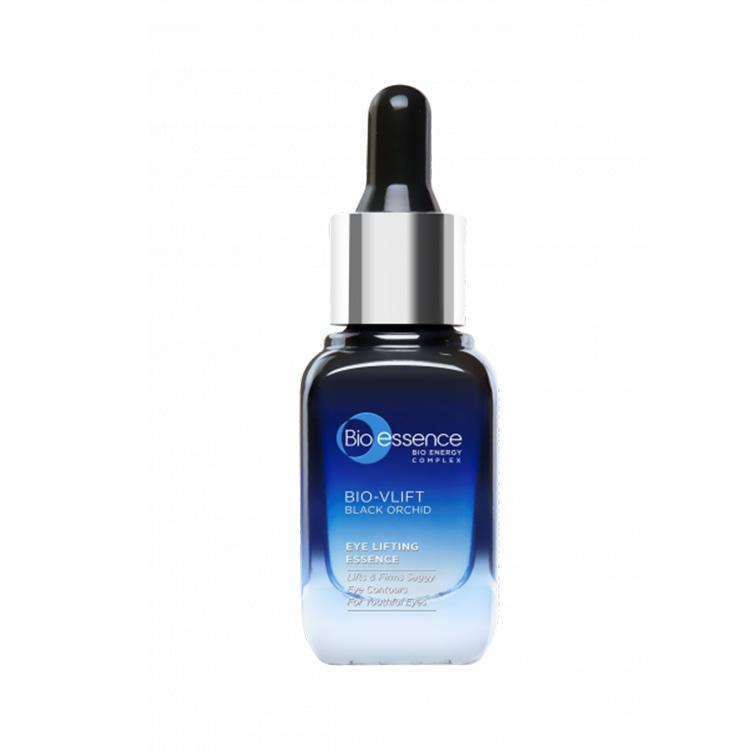 Bio essence
BIO ENERGY
COMPLEX
BIO-VLIFT
BLACK ORCHID
EYE LIFTING
ESSENCE
Lifts & Firms Saggy
Eye Contours
For Youthful Eyes